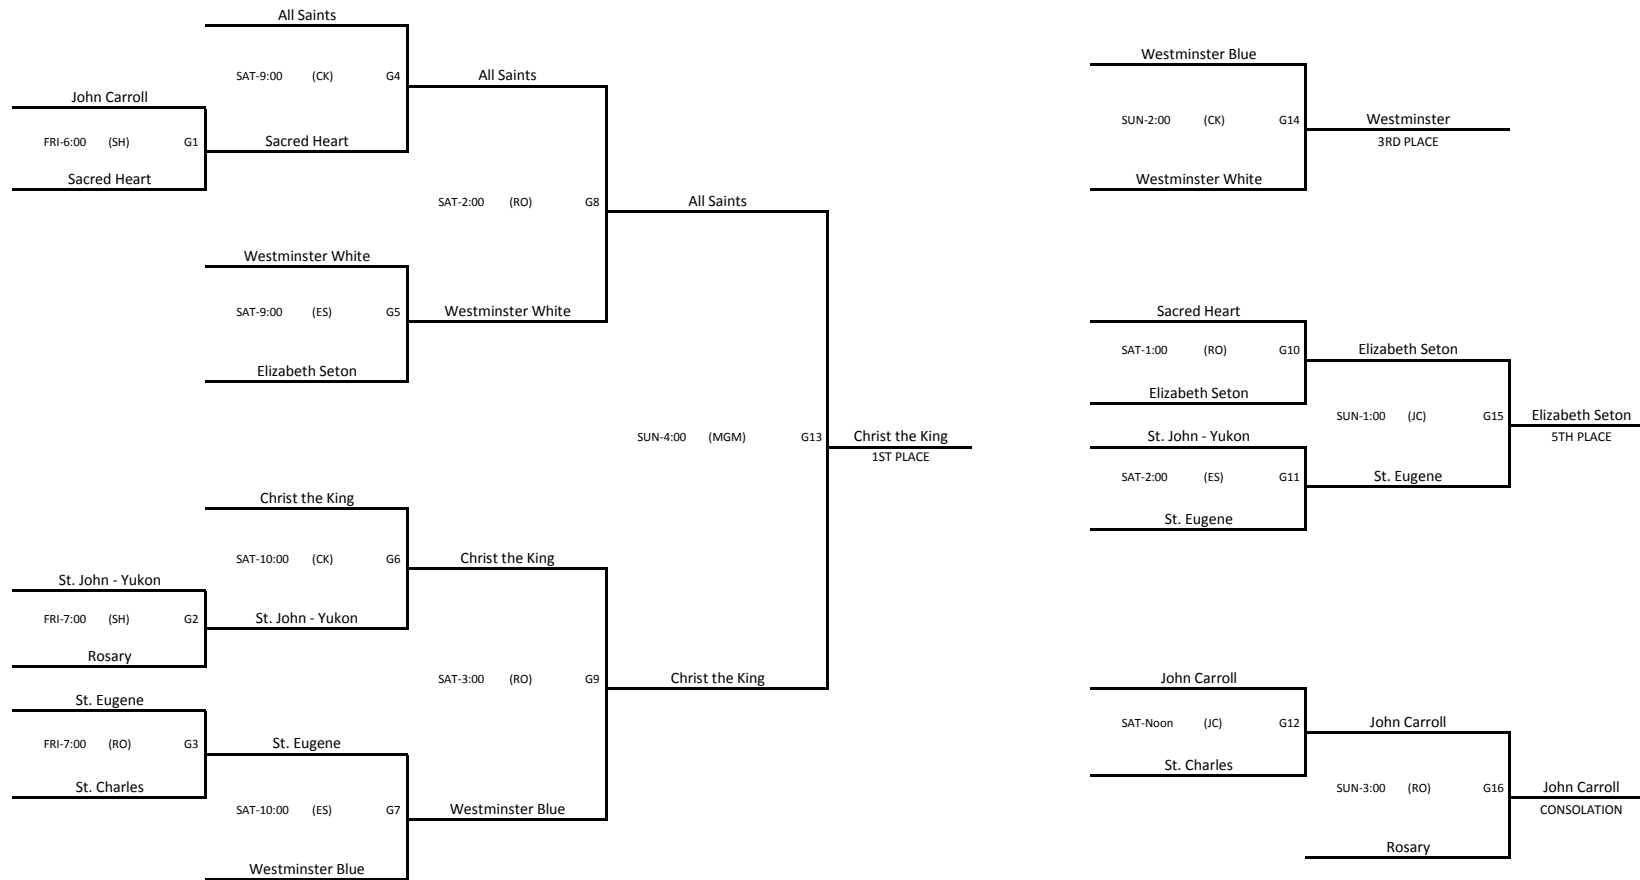 All Saints
SAT-9:00 (CK) G4
All Saints
John Carroll
FRI-6:00 (SH) G1
Sacred Heart
Sacred Heart
SAT-2:00 (RO) G8
All Saints
Westminster White
SAT-9:00 (ES) G5
Westminster White
Elizabeth Seton
SUN-4:00 (MGM) G13
Christ the King
1ST PLACE
Christ the King
SAT-10:00 (CK) G6
Christ the King
St. John - Yukon
FRI-7:00 (SH) G2
St. John - Yukon
Rosary
SAT-3:00 (RO) G9
Christ the King
St. Eugene
FRI-7:00 (RO) G3
St. Eugene
St. Charles
SAT-10:00 (ES) G7
Westminster Blue
Westminster Blue
Westminster Blue
SUN-2:00 (CK) G14
Westminster
3RD PLACE
Westminster White
Sacred Heart
SAT-1:00 (RO) G10
Elizabeth Seton
Elizabeth Seton
SUN-1:00 (JC) G15
Elizabeth Seton
5TH PLACE
St. John - Yukon
SAT-2:00 (ES) G11
St. Eugene
St. Eugene
John Carroll
SAT-Noon (JC) G12
John Carroll
St. Charles
SUN-3:00 (RO) G16
John Carroll
CONSOLATION
Rosary